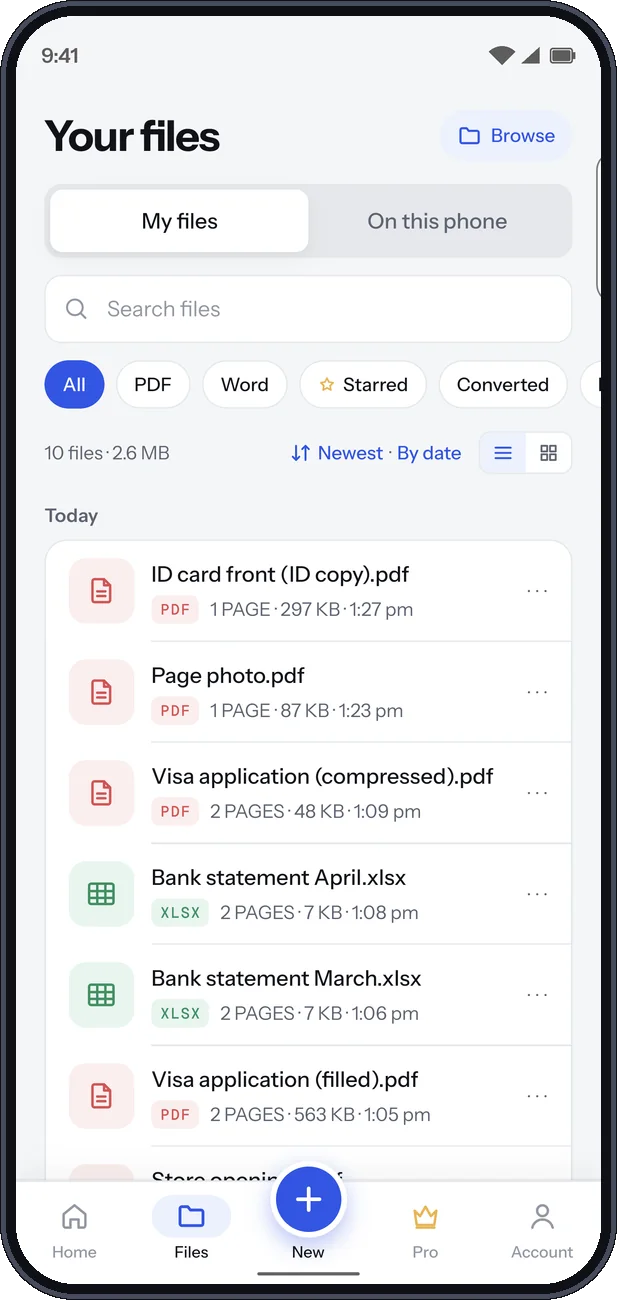 9:41
Your files
Browse
My files
On this phone
Search files
All
PDF
Word
Starred
Converted
10 files · 2.6 MB
Newest · By date
Today
ID card front (ID copy).pdf
PDF 1 PAGE · 297 KB · 1:27 pm
Page photo.pdf
PDF 1 PAGE · 87 KB · 1:23 pm
Visa application (compressed).pdf
PDF 2 PAGES · 48 KB · 1:09 pm
Bank statement April.xlsx
XLSX 2 PAGES · 7 KB · 1:08 pm
Bank statement March.xlsx
XLSX 2 PAGES · 7 KB · 1:06 pm
Visa application (filled).pdf
PDF 2 PAGES · 563 KB · 1:05 pm
Store
Home
Files
New
Pro
Account